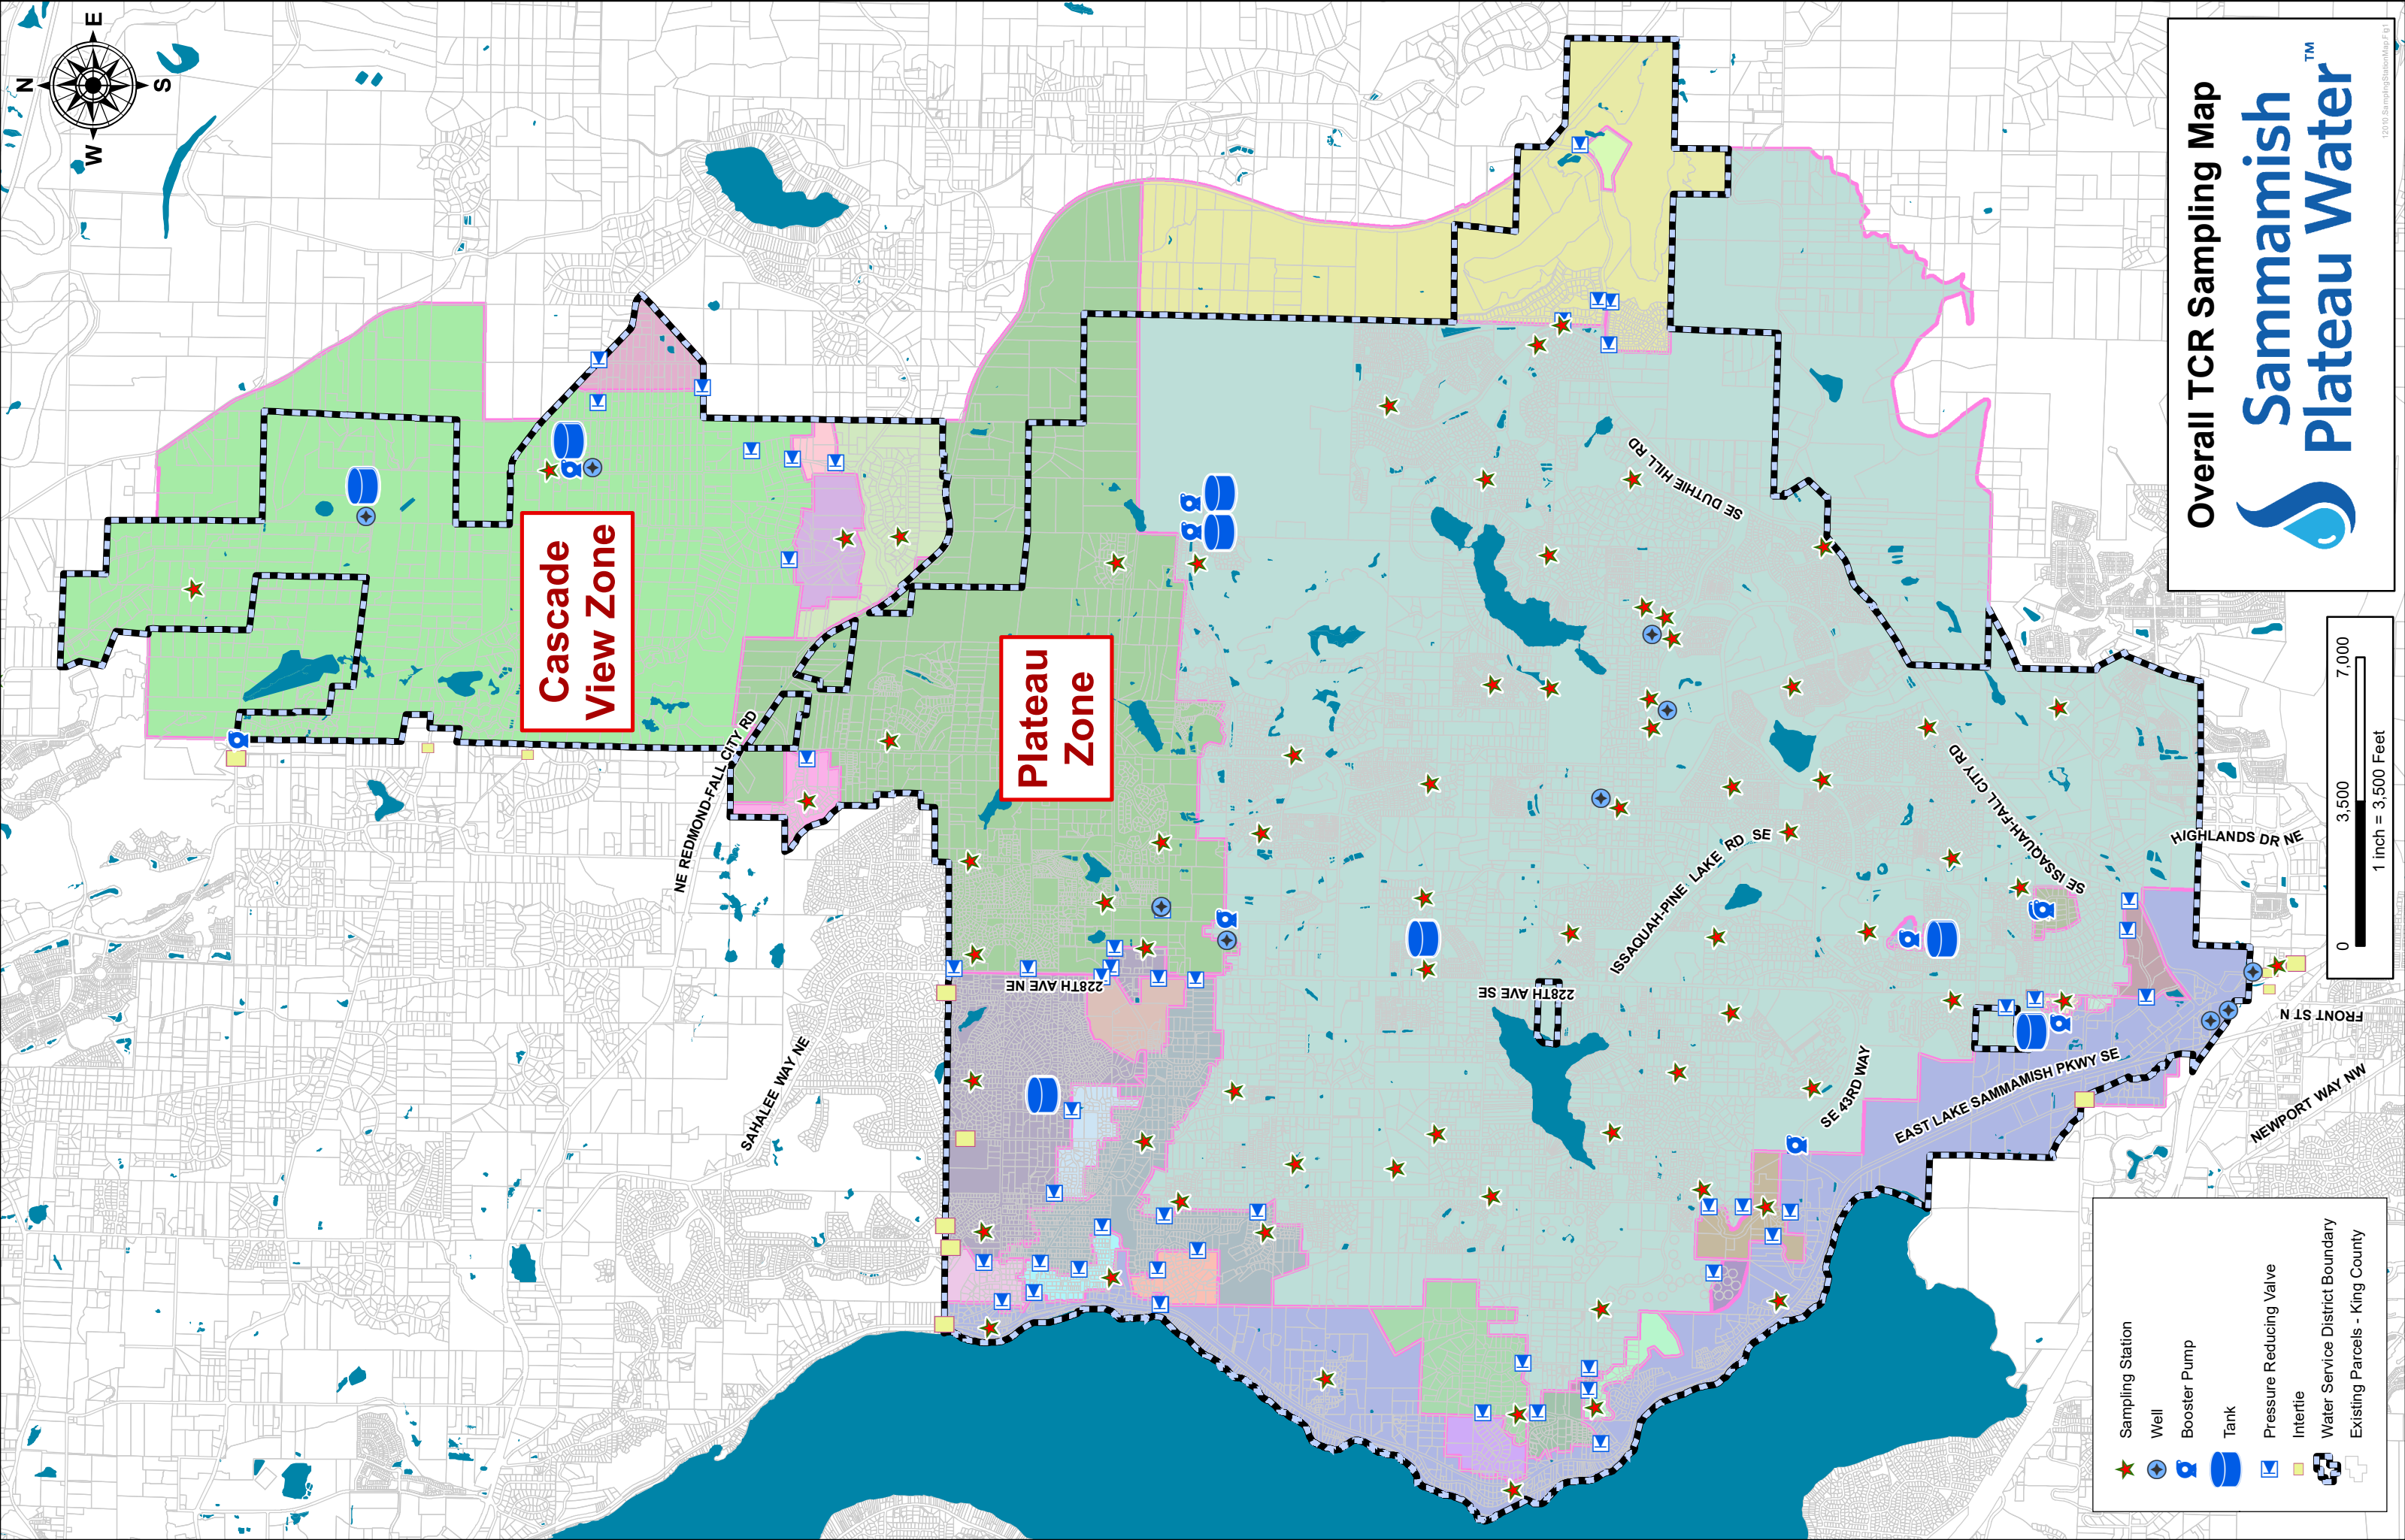 N
E
S
W
Overall TCR Sampling Map
Sammamish
Plateau Water™
Cascade
View Zone
Plateau
Zone
NE REDMOND-FALL CITY RD
SAHALEE WAY NE
228TH AVE NE
228TH AVE SE
SE DUTHIE HILL RD
ISSAQUAH-PINE LAKE RD SE
SE ISSAQUAH-FALL CITY RD
HIGHLANDS DR NE
SE 43RD WAY
EAST LAKE SAMMAMISH PKWY SE
FRONT ST N
NEWPORT WAY NW
0 3,500 7,000
1 inch = 3,500 Feet
Sampling Station
Well
Booster Pump
Tank
Pressure Reducing Valve
Intertie
Water Service District Boundary
Existing Parcels - King County